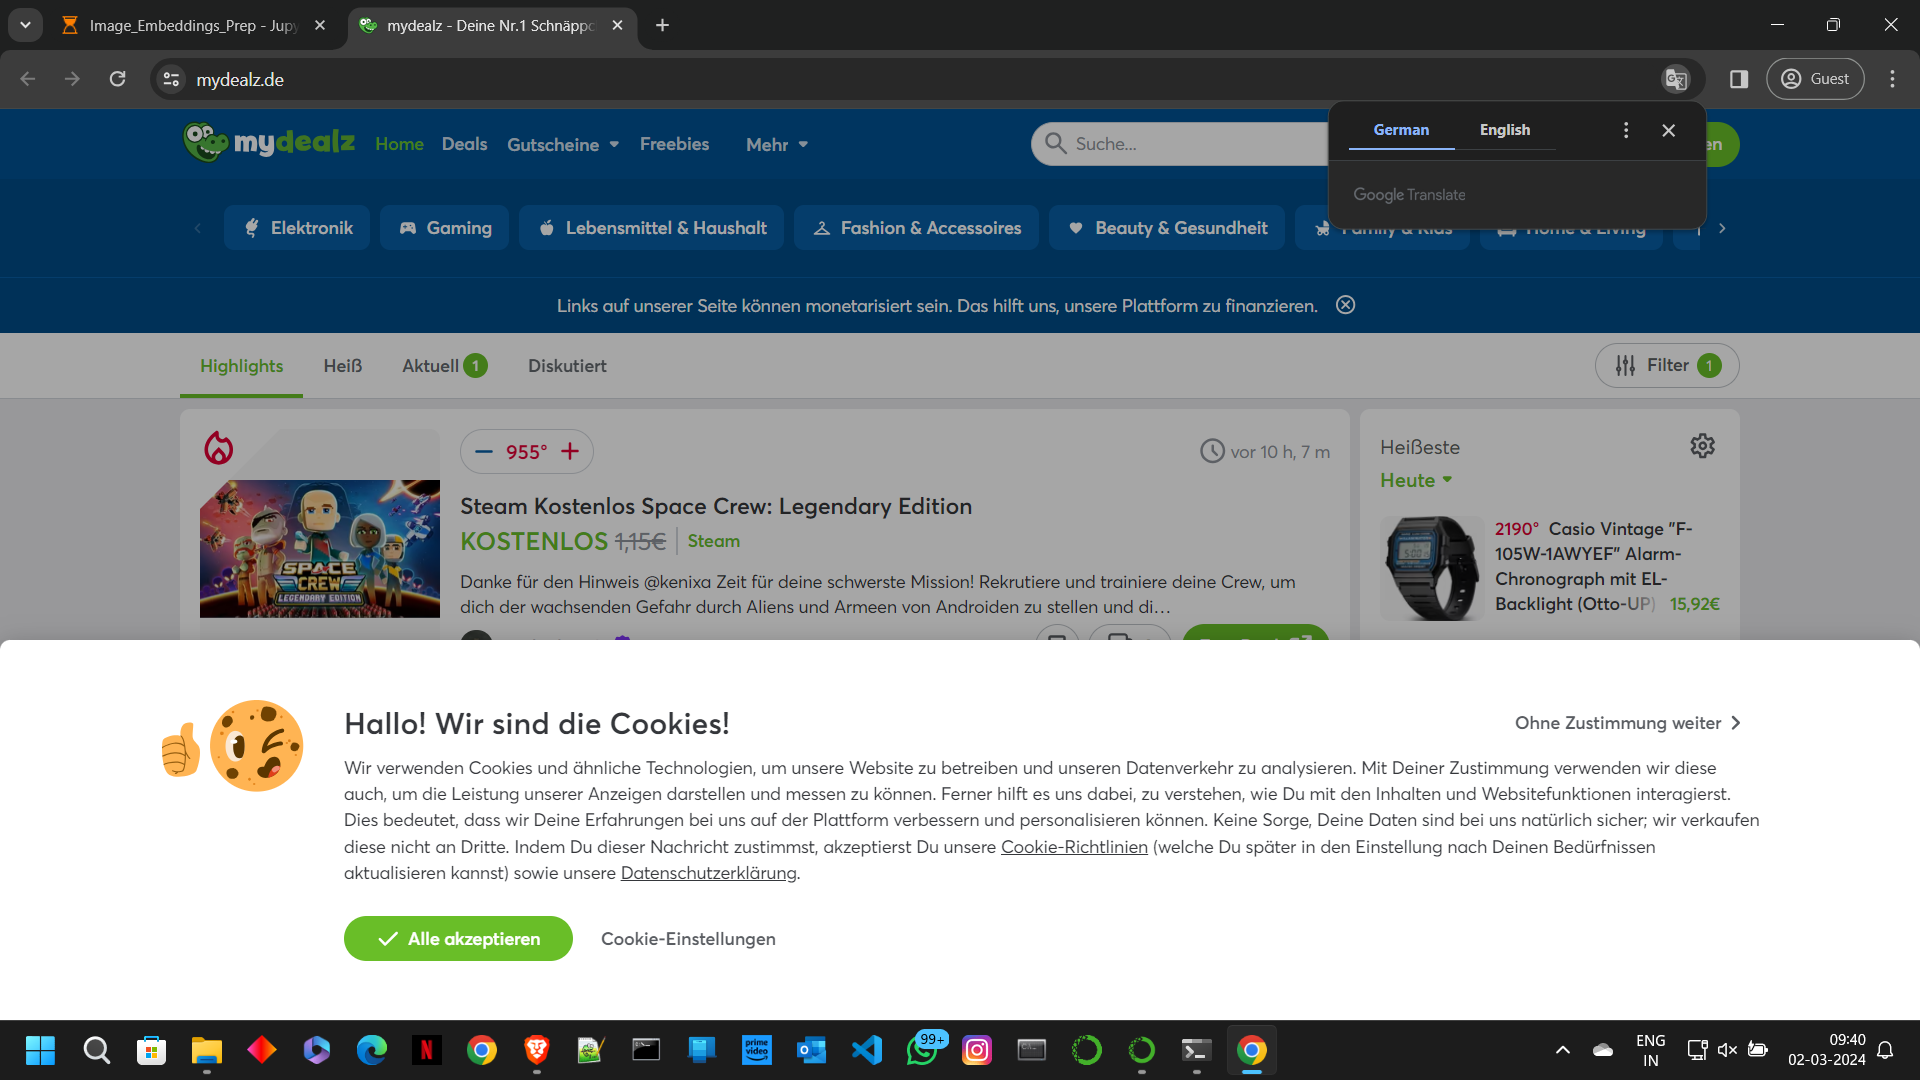 Image_Embeddings_Prep - Jupy
mydealz - Deine Nr.1 Schnäppc
mydealz.de
Guest
mydealz
Home
Deals
Gutscheine
Freebies
Mehr
Suche...
German
English
Google Translate
en
Elektronik
Gaming
Lebensmittel & Haushalt
Fashion & Accessoires
Beauty & Gesundheit
Family & Kids
Home & Living
Links auf unserer Seite können monetarisiert sein. Das hilft uns, unsere Plattform zu finanzieren.
Highlights
Heiß
Aktuell 1
Diskutiert
Filter 1
955°
vor 10 h, 7 m
SPACE
CREW
LEGENDARY EDITION
Steam Kostenlos Space Crew: Legendary Edition
KOSTENLOS 1,15€ Steam
Danke für den Hinweis @kenixa Zeit für deine schwerste Mission! Rekrutiere und trainiere deine Crew, um
dich der wachsenden Gefahr durch Aliens und Armeen von Androiden zu stellen und di…
Heißeste
Heute
2190° Casio Vintage "F-
105W-1AWYEF" Alarm-
Chronograph mit EL-
Backlight (Otto-UP) 15,92€
Hallo! Wir sind die Cookies!
Ohne Zustimmung weiter
Wir verwenden Cookies und ähnliche Technologien, um unsere Website zu betreiben und unseren Datenverkehr zu analysieren. Mit Deiner Zustimmung verwenden wir diese
auch, um die Leistung unserer Anzeigen darstellen und messen zu können. Ferner hilft es uns dabei, zu verstehen, wie Du mit den Inhalten und Websitefunktionen interagierst.
Dies bedeutet, dass wir Deine Erfahrungen bei uns auf der Plattform verbessern und personalisieren können. Keine Sorge, Deine Daten sind bei uns natürlich sicher; wir verkaufen
diese nicht an Dritte. Indem Du dieser Nachricht zustimmst, akzeptierst Du unsere Cookie-Richtlinien (welche Du später in den Einstellung nach Deinen Bedürfnissen
aktualisieren kannst) sowie unsere Datenschutzerklärung.
Alle akzeptieren
Cookie-Einstellungen
prime
video
99+
ENG
IN
09:40
02-03-2024